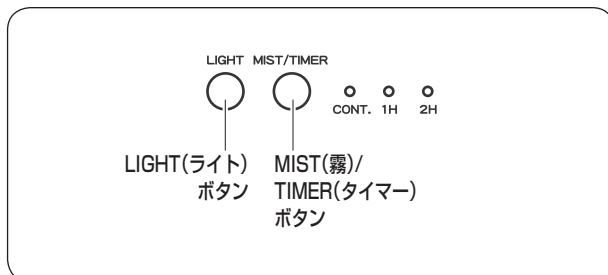 LIGHT MIST/TIMER
CONT. 1H 2H
LIGHT(ライト)
ボタン
MIST(霧)/
TIMER(タイマー)
ボタン